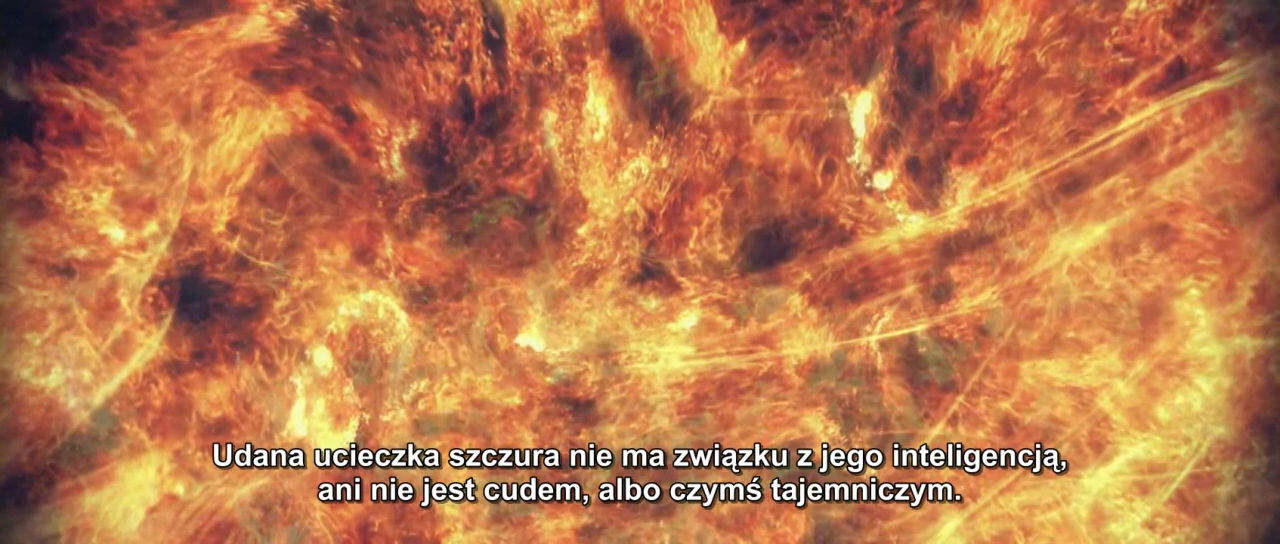 Udana ucieczka szczura nie ma związku z jego inteligencją,
ani nie jest cudem, albo czymś tajemniczym.